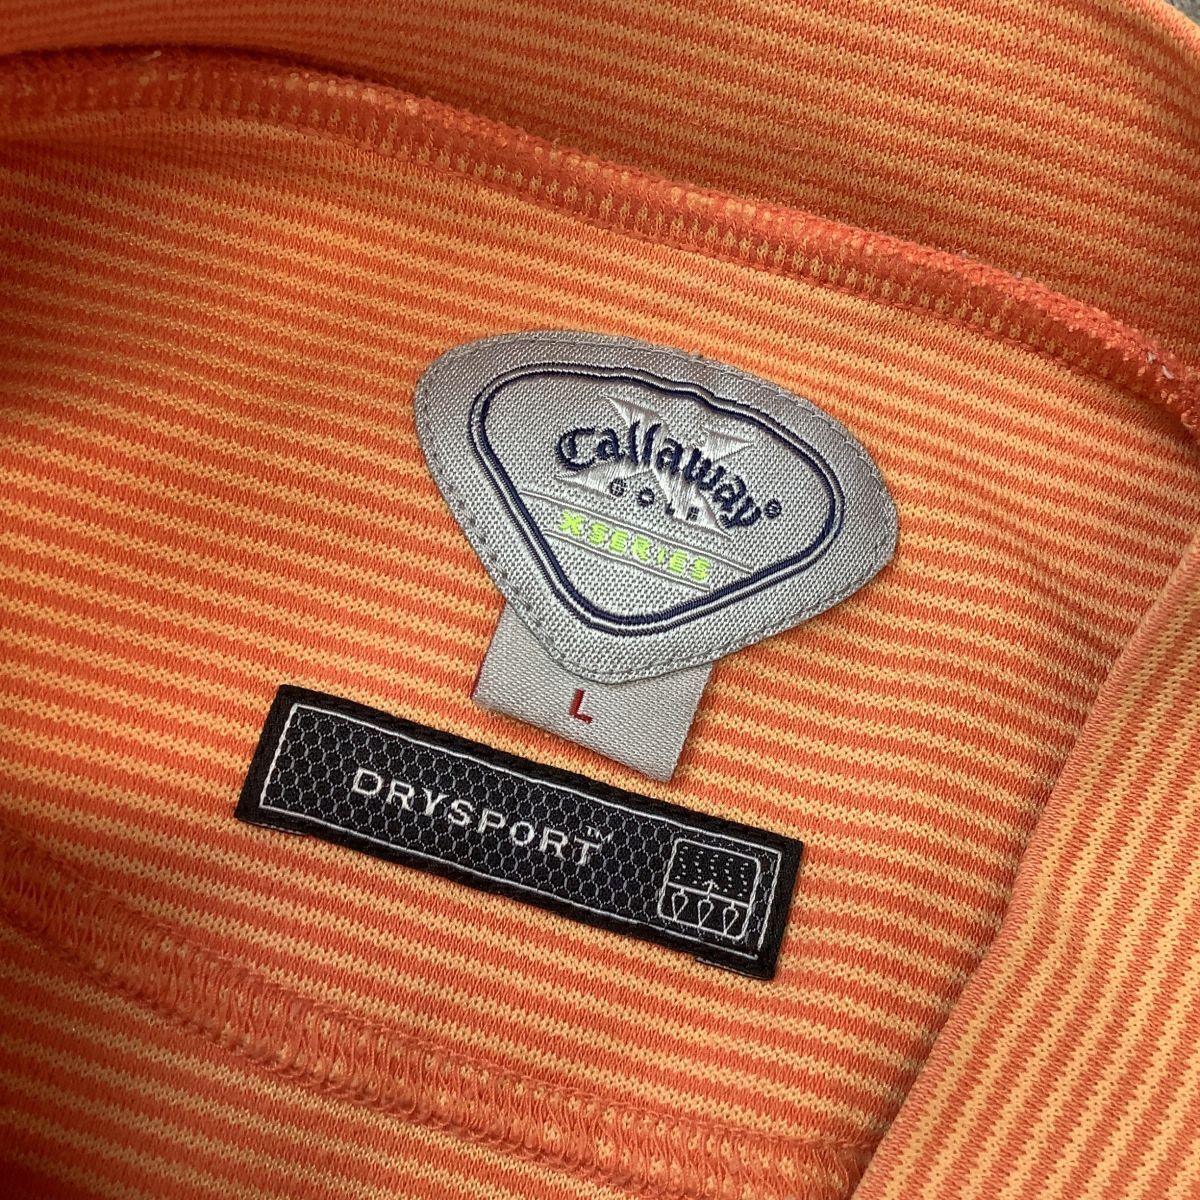 X
Callaway®
GOLF
X-SERIES
L
DRYSPORT™